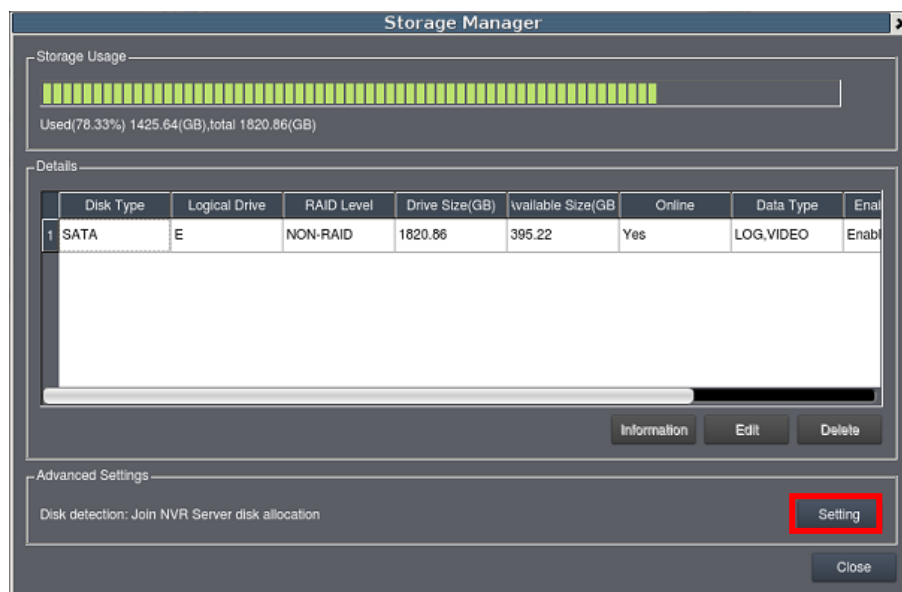 Storage Manager
Storage Usage
Used(78.33%) 1425.64(GB),total 1820.86(GB)
Details
Disk Type Logical Drive RAID Level Drive Size(GB) Available Size(GB Online Data Type Enal
1 SATA E NON-RAID 1820.86 395.22 Yes LOG,VIDEO Enabl
Information Edit Delete
Advanced Settings
Disk detection: Join NVR Server disk allocation
Setting
Close